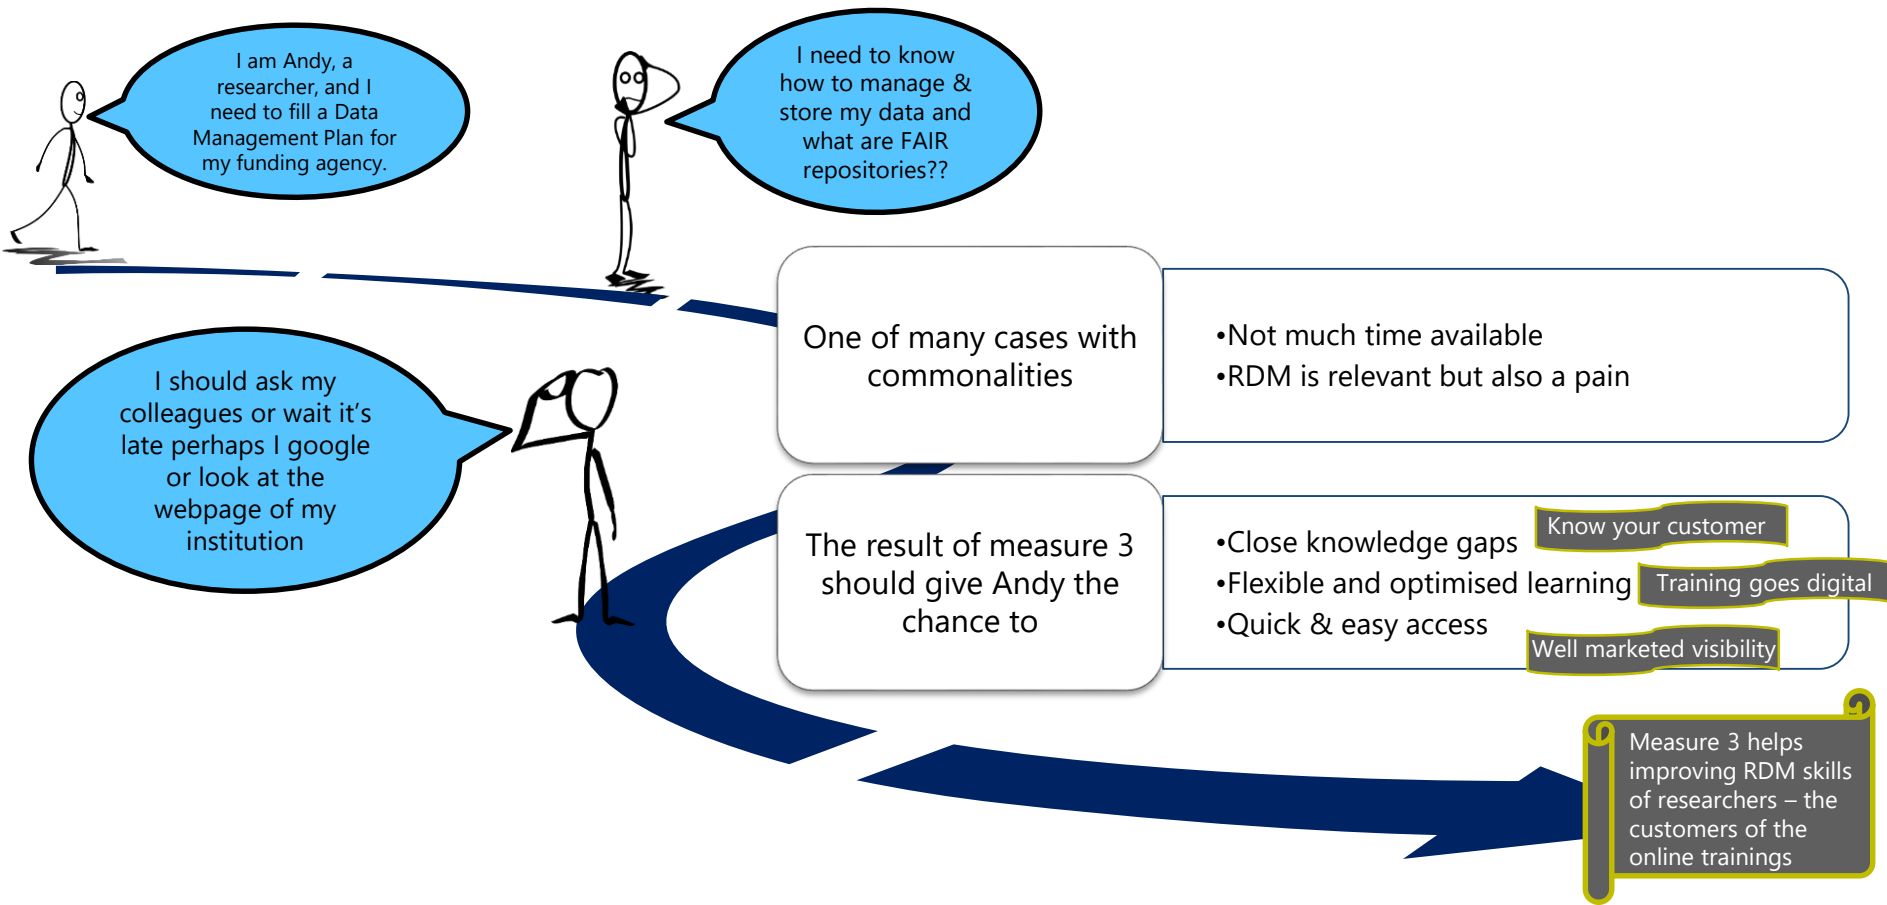 I am Andy, a
researcher, and I
need to fill a Data
Management Plan for
my funding agency.
I need to know
how to manage &
store my data and
what are FAIR
repositories??
I should ask my
colleagues or wait it's
late perhaps I google
or look at the
webpage of my
institution
One of many cases with
commonalities
•Not much time available
•RDM is relevant but also a pain
The result of measure 3
should give Andy the
chance to
•Close knowledge gaps
Know your customer
•Flexible and optimised learning
Training goes digital
•Quick & easy access
Well marketed visibility
Measure 3 helps
improving RDM skills
of researchers – the
customers of the
online trainings